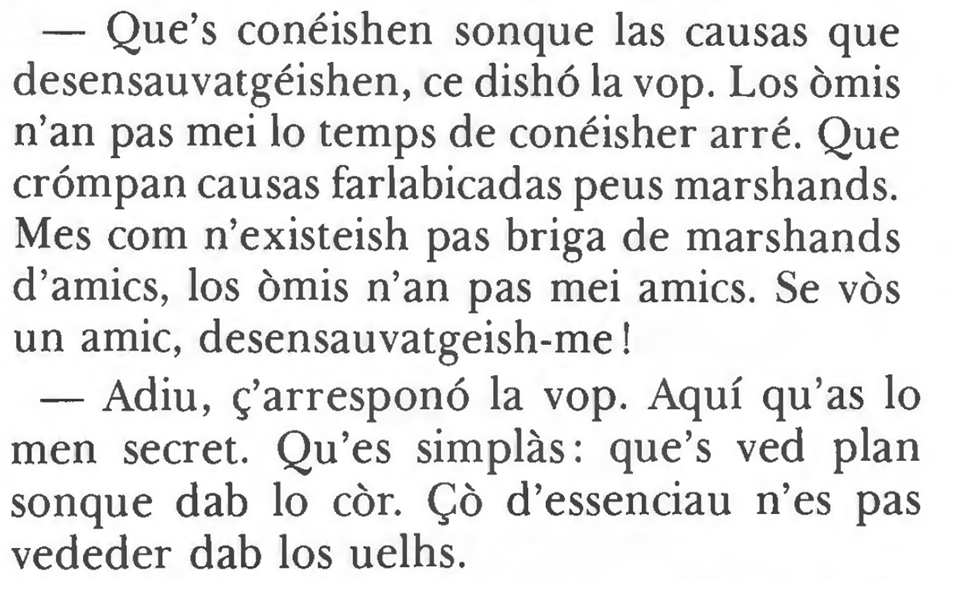 — Que's conéishen sonque las causas que
desensauvatgéishen, ce dishó la vop. Los òmis
n'an pas mei lo temps de conéisher arré. Que
crómpan causas farlabicadas peus marshands.
Mes com n'existeish pas briga de marshands
d'amics, los òmis n'an pas mei amics. Se vòs
un amic, desensauvatgeish-me !
— Adiu, ç'arresponó la vop. Aquí qu'as lo
men secret. Qu'es simplàs : que's ved plan
sonque dab lo còr. Çò d'essenciau n'es pas
vededer dab los uelhs.